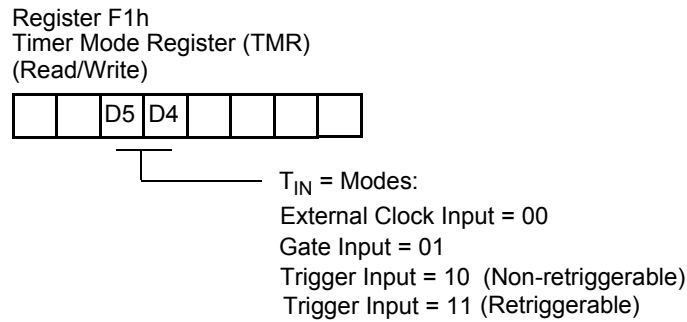 Register F1h
Timer Mode Register (TMR)
(Read/Write)
D5 D4
TIN = Modes:
External Clock Input = 00
Gate Input = 01
Trigger Input = 10 (Non-retriggerable)
Trigger Input = 11 (Retriggerable)